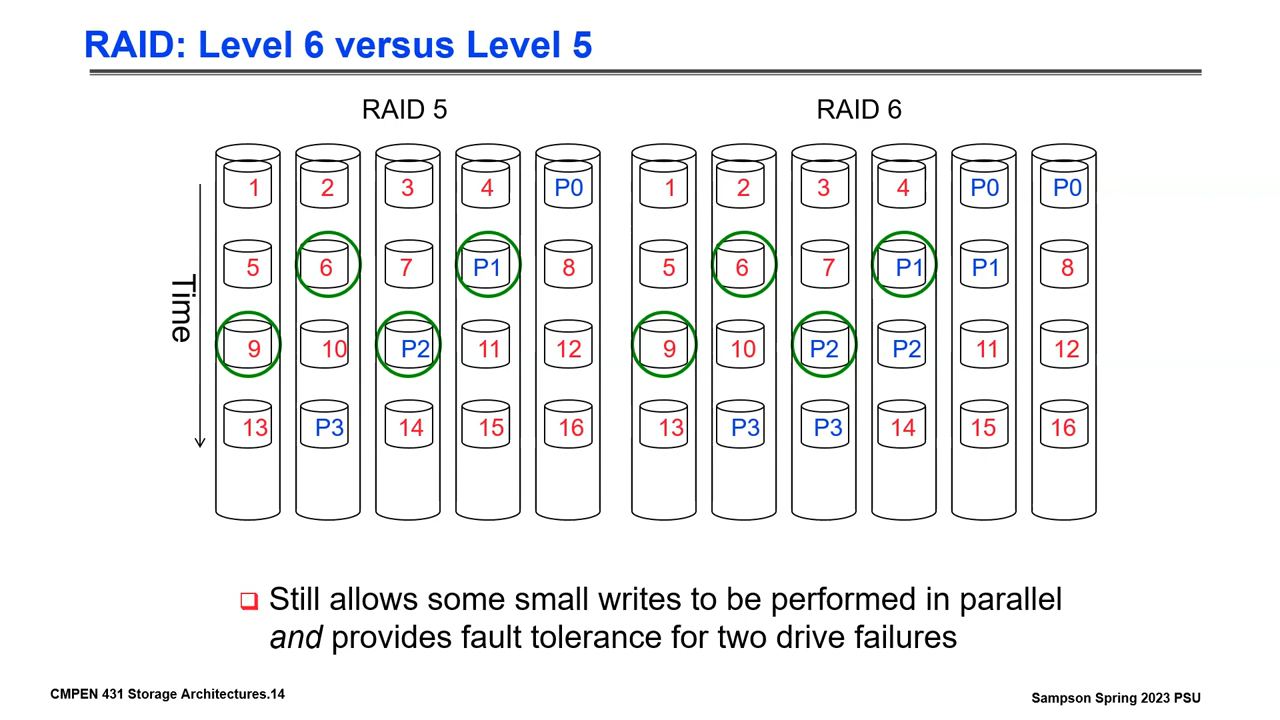 RAID: Level 6 versus Level 5
RAID 5 RAID 6
1 2 3 4 P0 1 2 3 4 P0 P0
5 6 7 P1 8 5 6 7 P1 P1 8
Time
9 10 P2 11 12 9 10 P2 P2 11 12
13 P3 14 15 16 13 P3 P3 14 15 16
Still allows some small writes to be performed in parallel
and provides fault tolerance for two drive failures
CMPEN 431 Storage Architectures.14
Sampson Spring 2023 PSU